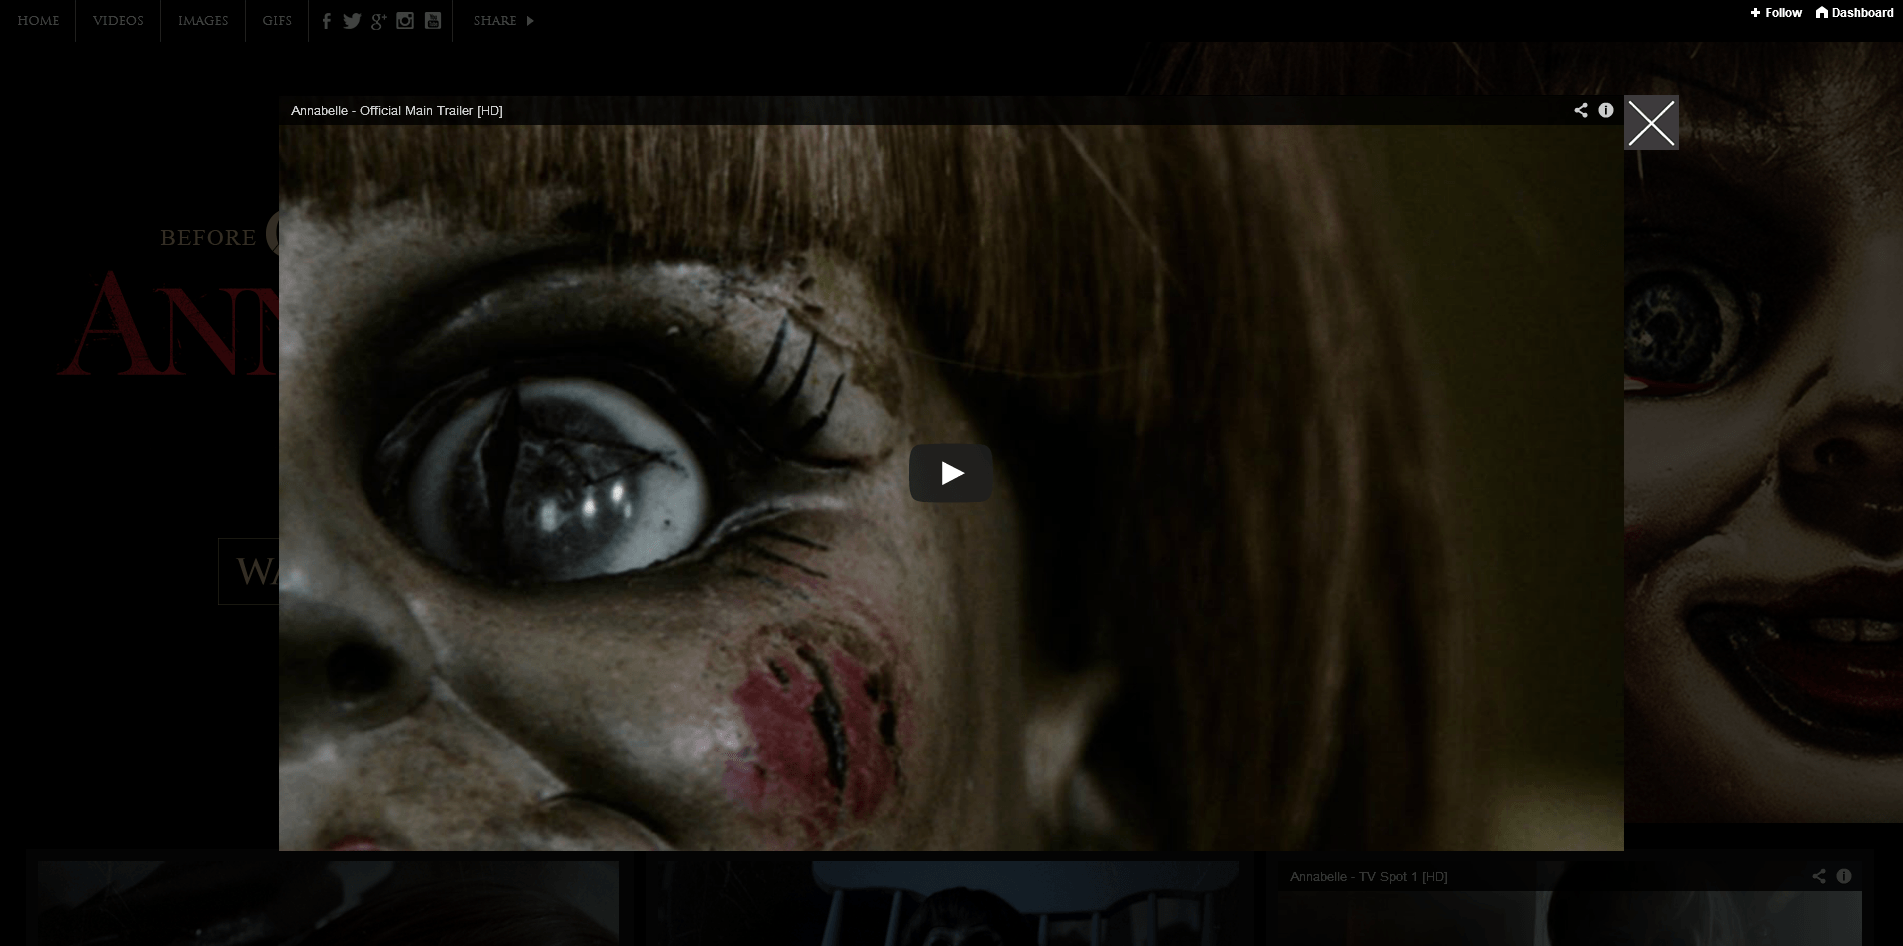 HOME VIDEOS IMAGES GIFS SHARE
Follow Dashboard
Annabelle - Official Main Trailer [HD]
BEFORE
ANN
WA
Annabelle - TV Spot 1 [HD]